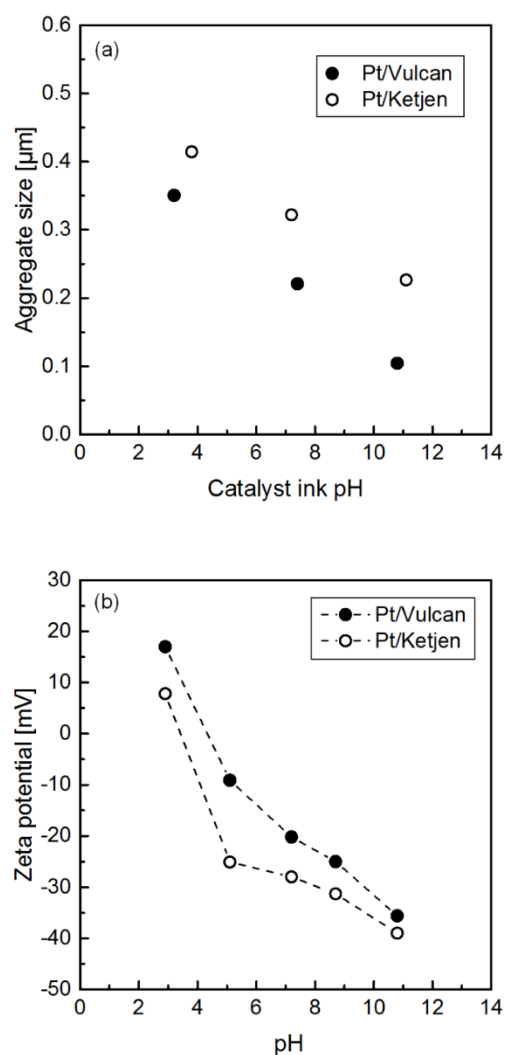 (a)
Pt/Vulcan
Pt/Ketjen
Aggregate size [μm]
0.6
0.5
0.4
0.3
0.2
0.1
0.0
0 2 4 6 8 10 12 14
Catalyst ink pH
(b)
Pt/Vulcan
Pt/Ketjen
Zeta potential [mV]
30
20
10
0
-10
-20
-30
-40
-50
0 2 4 6 8 10 12 14
pH